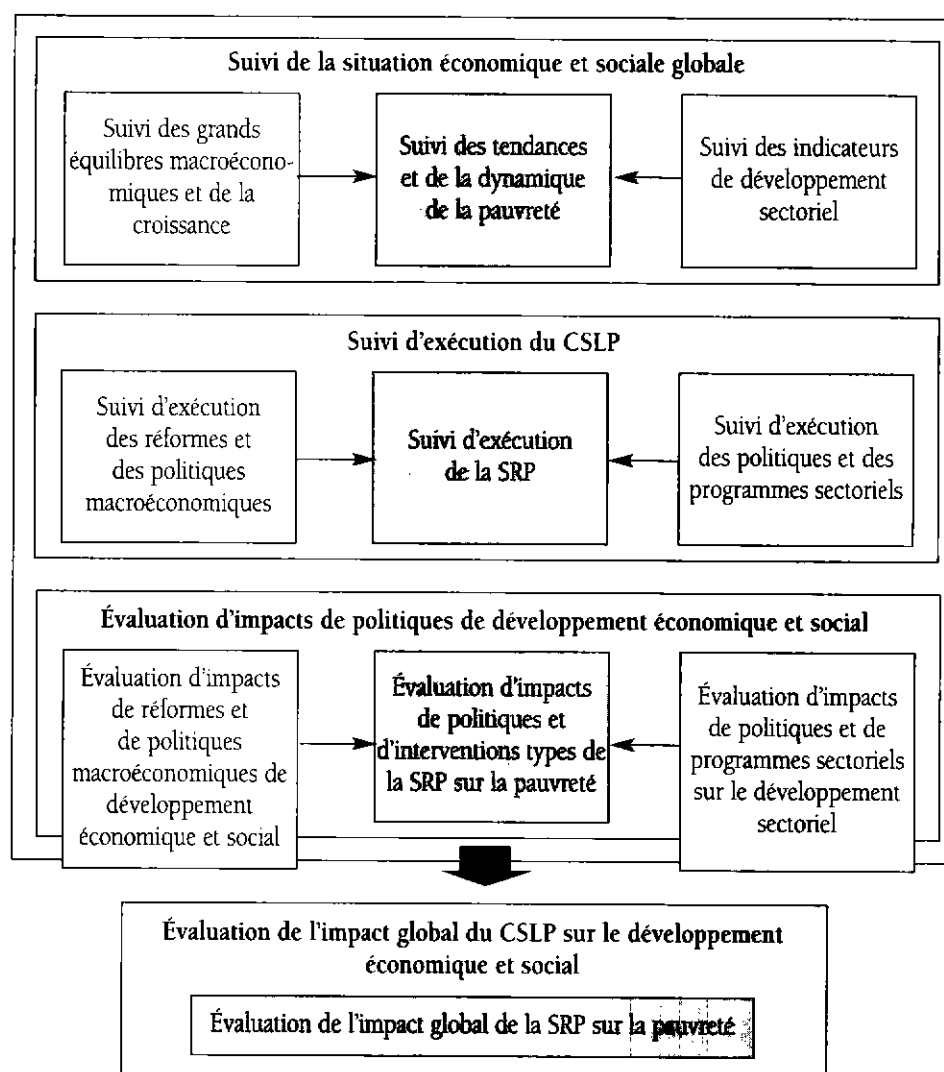 Suivi de la situation économique et sociale globale
Suivi des grands
équilibres macroécono-
miques et de la
croissance
Suivi des tendances
et de la dynamique
de la pauvreté
Suivi des indicateurs
de développement
sectoriel
Suivi d'exécution du CSLP
Suivi d'exécution
des réformes et
des politiques
macroéconomiques
Suivi d'exécution
de la SRP
Suivi d'exécution
des politiques et des
programmes sectoriels
Évaluation d'impacts de politiques de développement économique et social
Évaluation d'impacts
de réformes et
de politiques
macroéconomiques de
développement
économique et social
Évaluation d'impacts
de politiques et
d'interventions types de
la SRP sur la pauvreté
Évaluation d'impacts
de politiques et de
programmes sectoriels
sur le développement
sectoriel
Évaluation de l'impact global du CSLP sur le développement
économique et social
Évaluation de l'impact global de la SRP sur la pauvreté